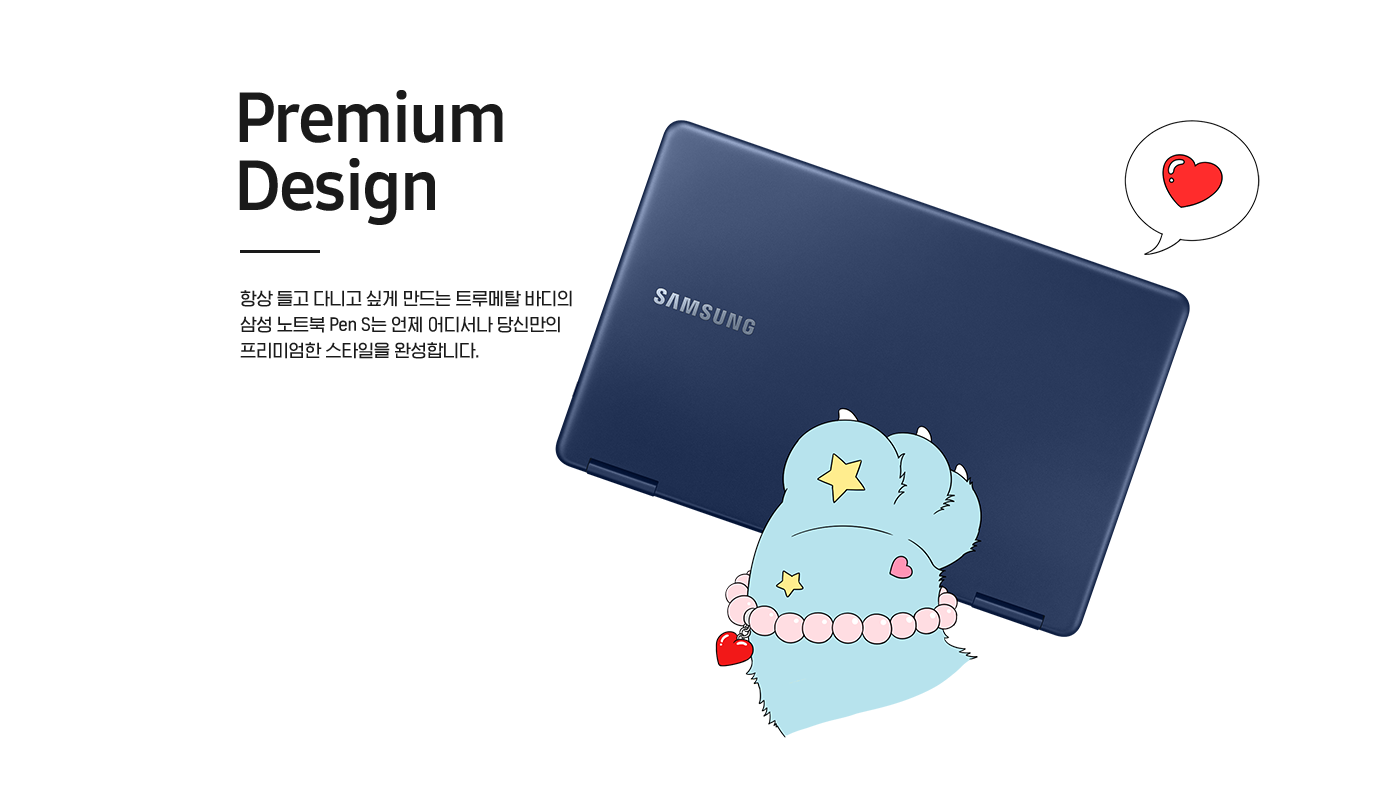 Premium
Design
항상 들고 다니고 싶게 만드는 트루메탈 바디의
삼성 노트북 Pen S는 언제 어디서나 당신만의
프리미엄한 스타일을 완성합니다.
SAMSUNG